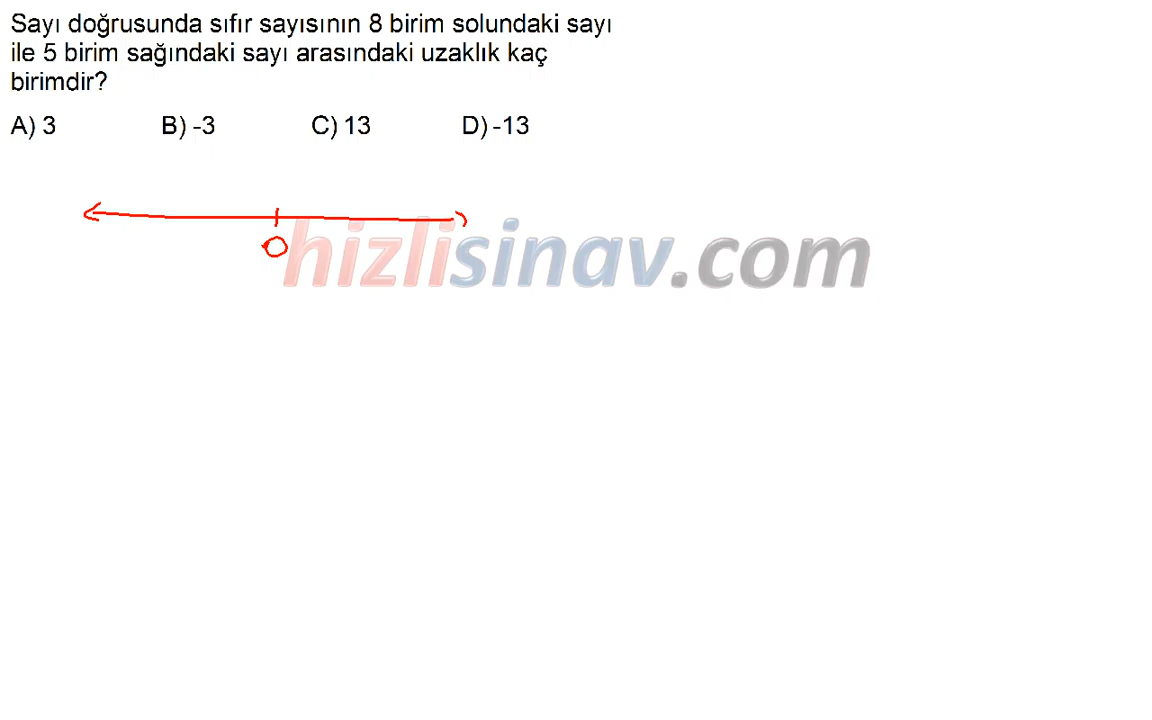 Sayı doğrusunda sıfır sayısının 8 birim solundaki sayı
ile 5 birim sağındaki sayı arasındaki uzaklık kaç
birimdir?
A) 3 B) -3 C) 13 D) -13
0
hizlisinav.com